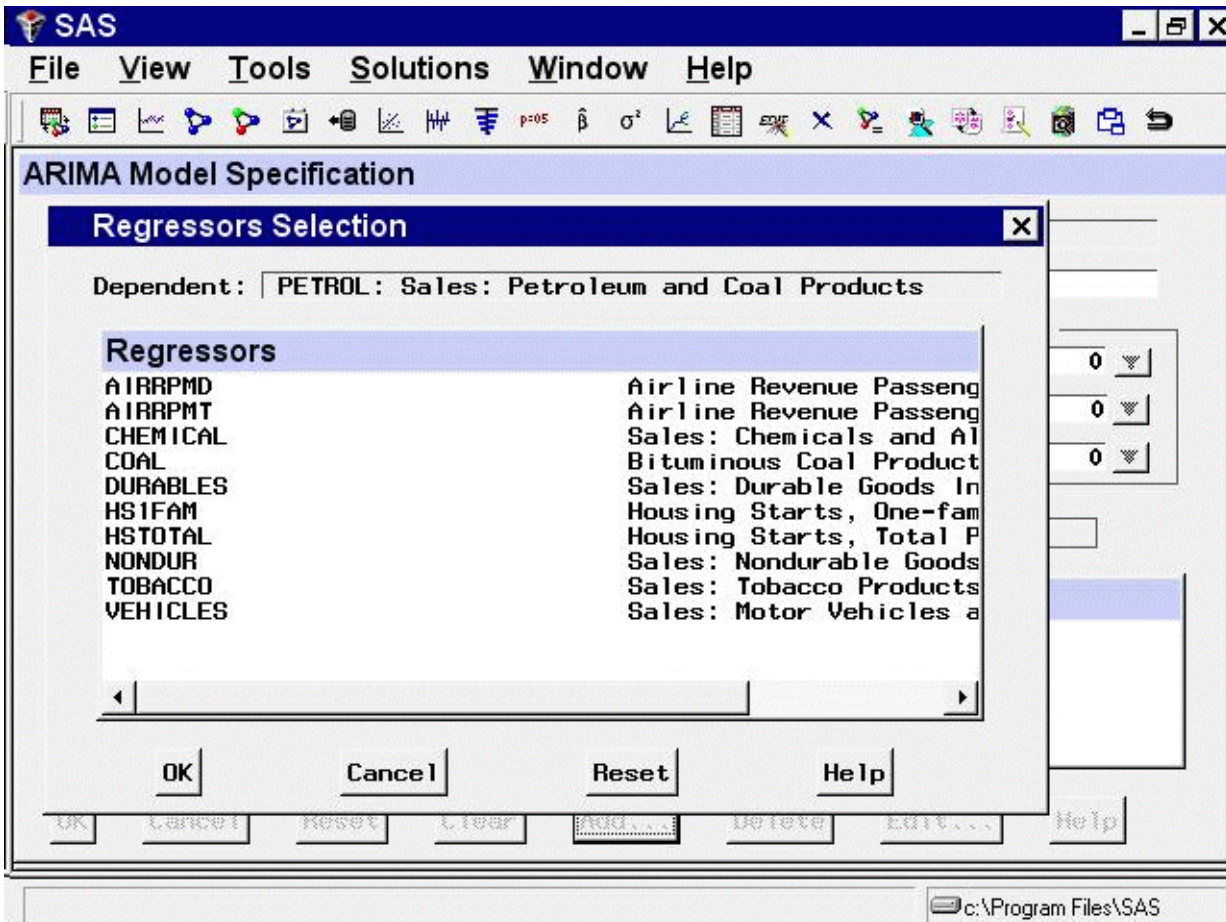 SAS
File View Tools Solutions Window Help
p=05 β̂ σ² EDIT
ARIMA Model Specification
Regressors Selection
Dependent: PETROL: Sales: Petroleum and Coal Products
Regressors
AIRRPMD Airline Revenue Passeng
AIRRPMT Airline Revenue Passeng
CHEMICAL Sales: Chemicals and Al
COAL Bituminous Coal Product
DURABLES Sales: Durable Goods In
HS1FAM Housing Starts, One-fam
HSTOTAL Housing Starts, Total P
NONDUR Sales: Nondurable Goods
TOBACCO Sales: Tobacco Products
VEHICLES Sales: Motor Vehicles a
0
0
0
OK Cancel Reset Help
OK Cancel Reset Clear Add... Delete Edit... Help
c:\Program Files\SAS